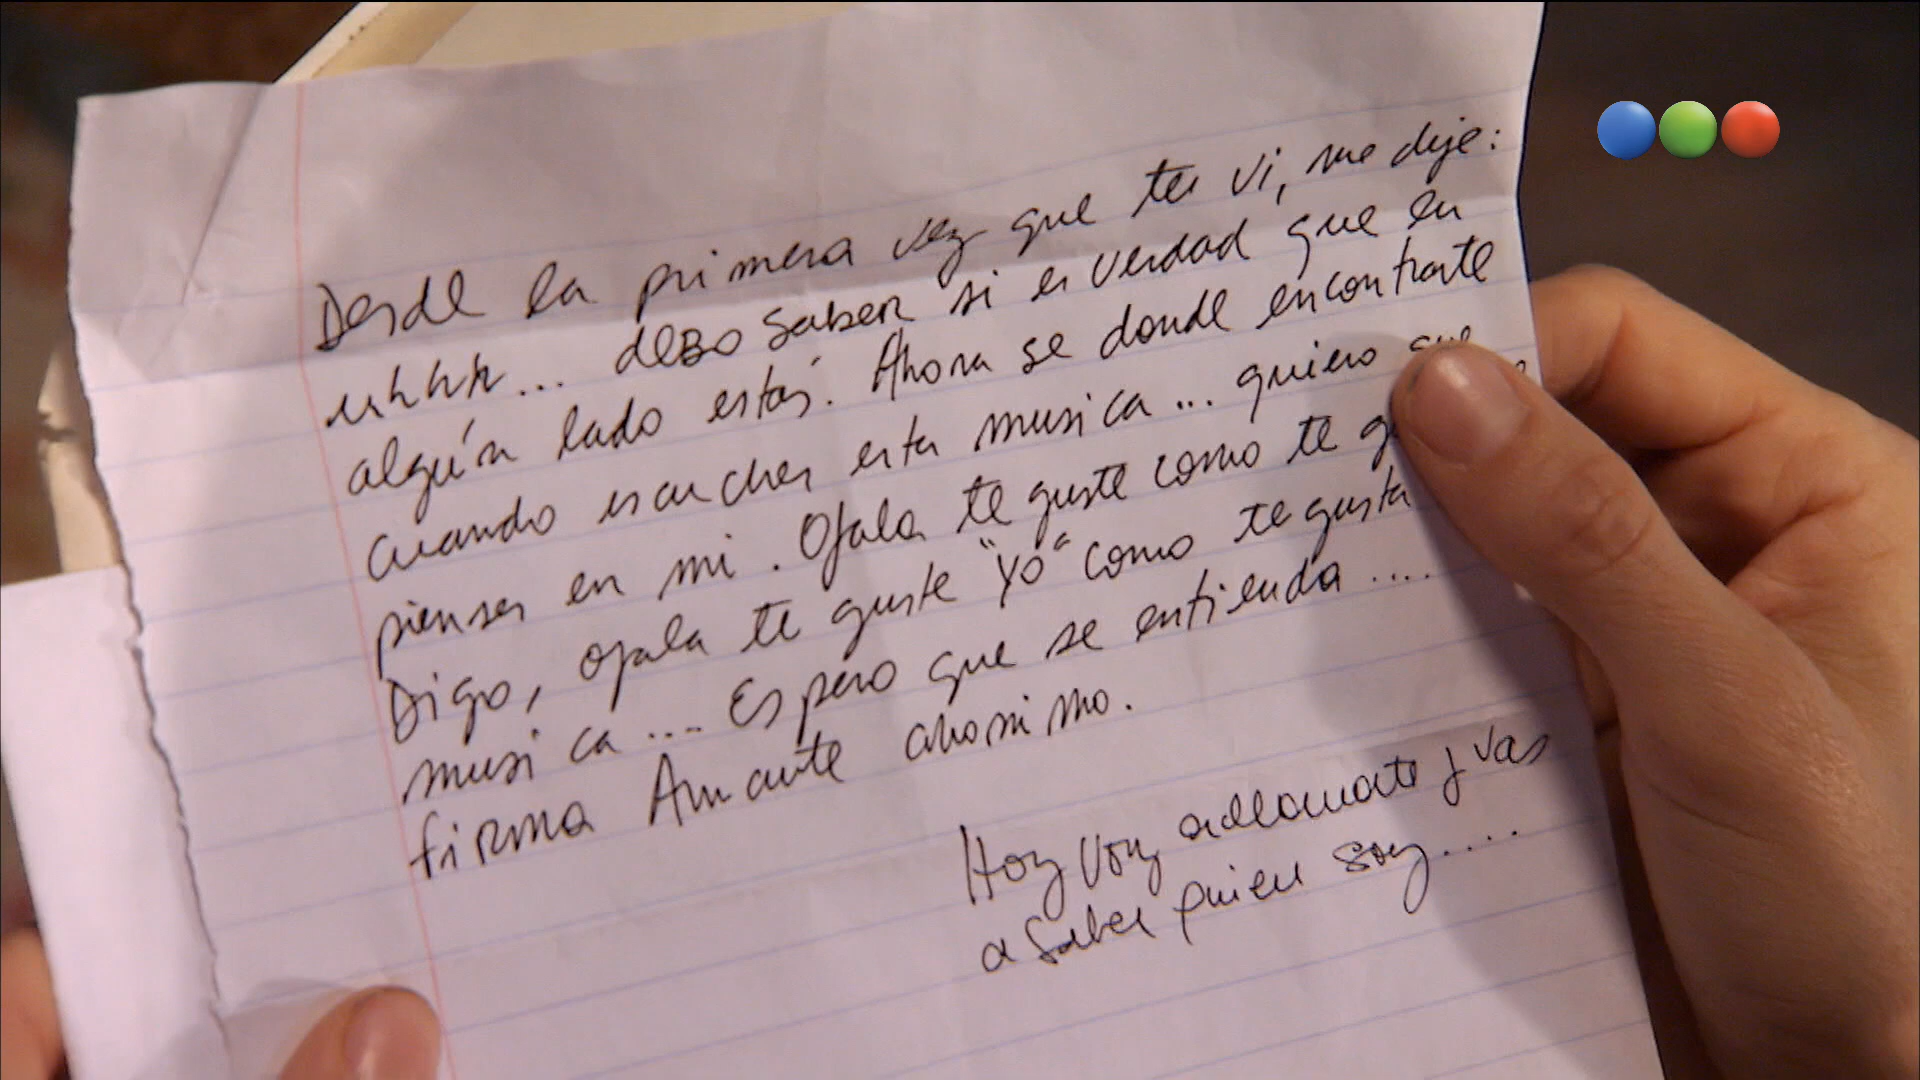 Desde la primera vez que te vi, me dije:
uhhh... debo saber si es verdad que en
algún lado estás. Ahora se donde encontrarte
cuando escuches esta musica... quiero que
pienses en mi. Ojala te guste como te
Digo, ojala te guste "yo" como te gusta
musica.... Espero que se entienda ....
firma Amante anonimo.
Hoy voy a llamarte y vas
a saber quien soy....